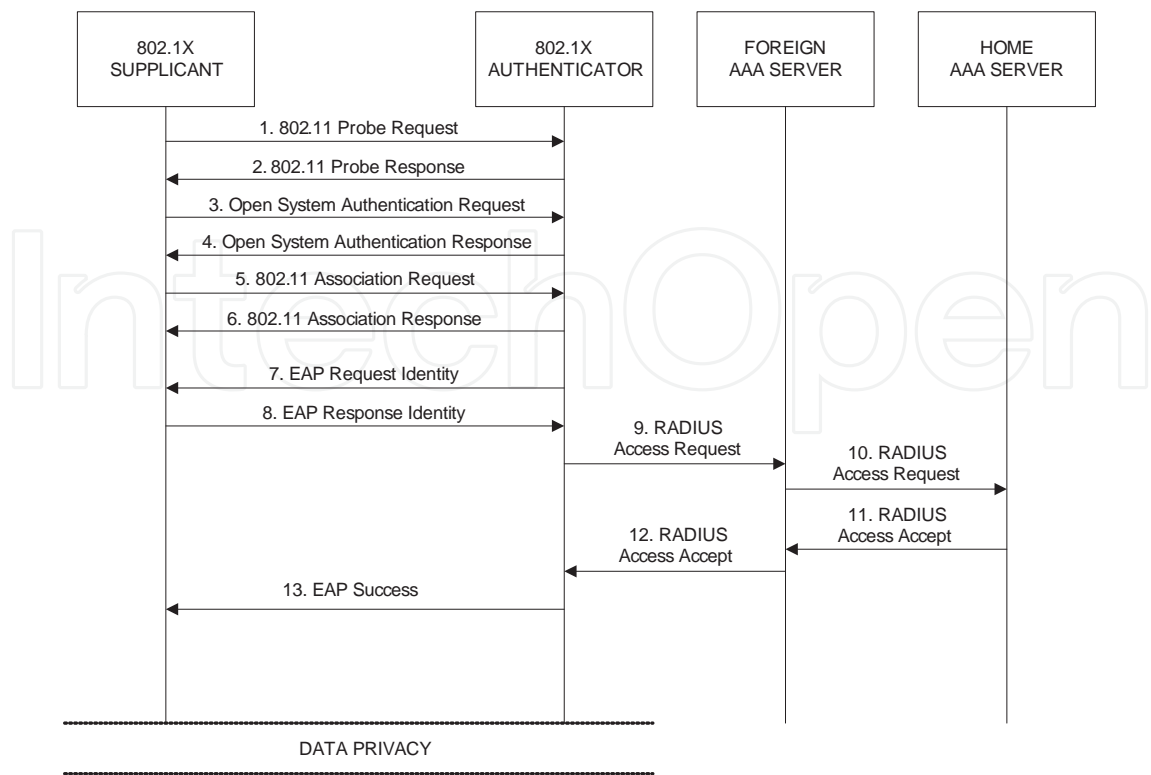 802.1X
SUPPLICANT
802.1X
AUTHENTICATOR
FOREIGN
AAA SERVER
HOME
AAA SERVER
1. 802.11 Probe Request
2. 802.11 Probe Response
3. Open System Authentication Request
4. Open System Authentication Response
5. 802.11 Association Request
6. 802.11 Association Response
7. EAP Request Identity
8. EAP Response Identity
9. RADIUS
Access Request
10. RADIUS
Access Request
11. RADIUS
Access Accept
12. RADIUS
Access Accept
13. EAP Success
DATA PRIVACY
IntechOpen